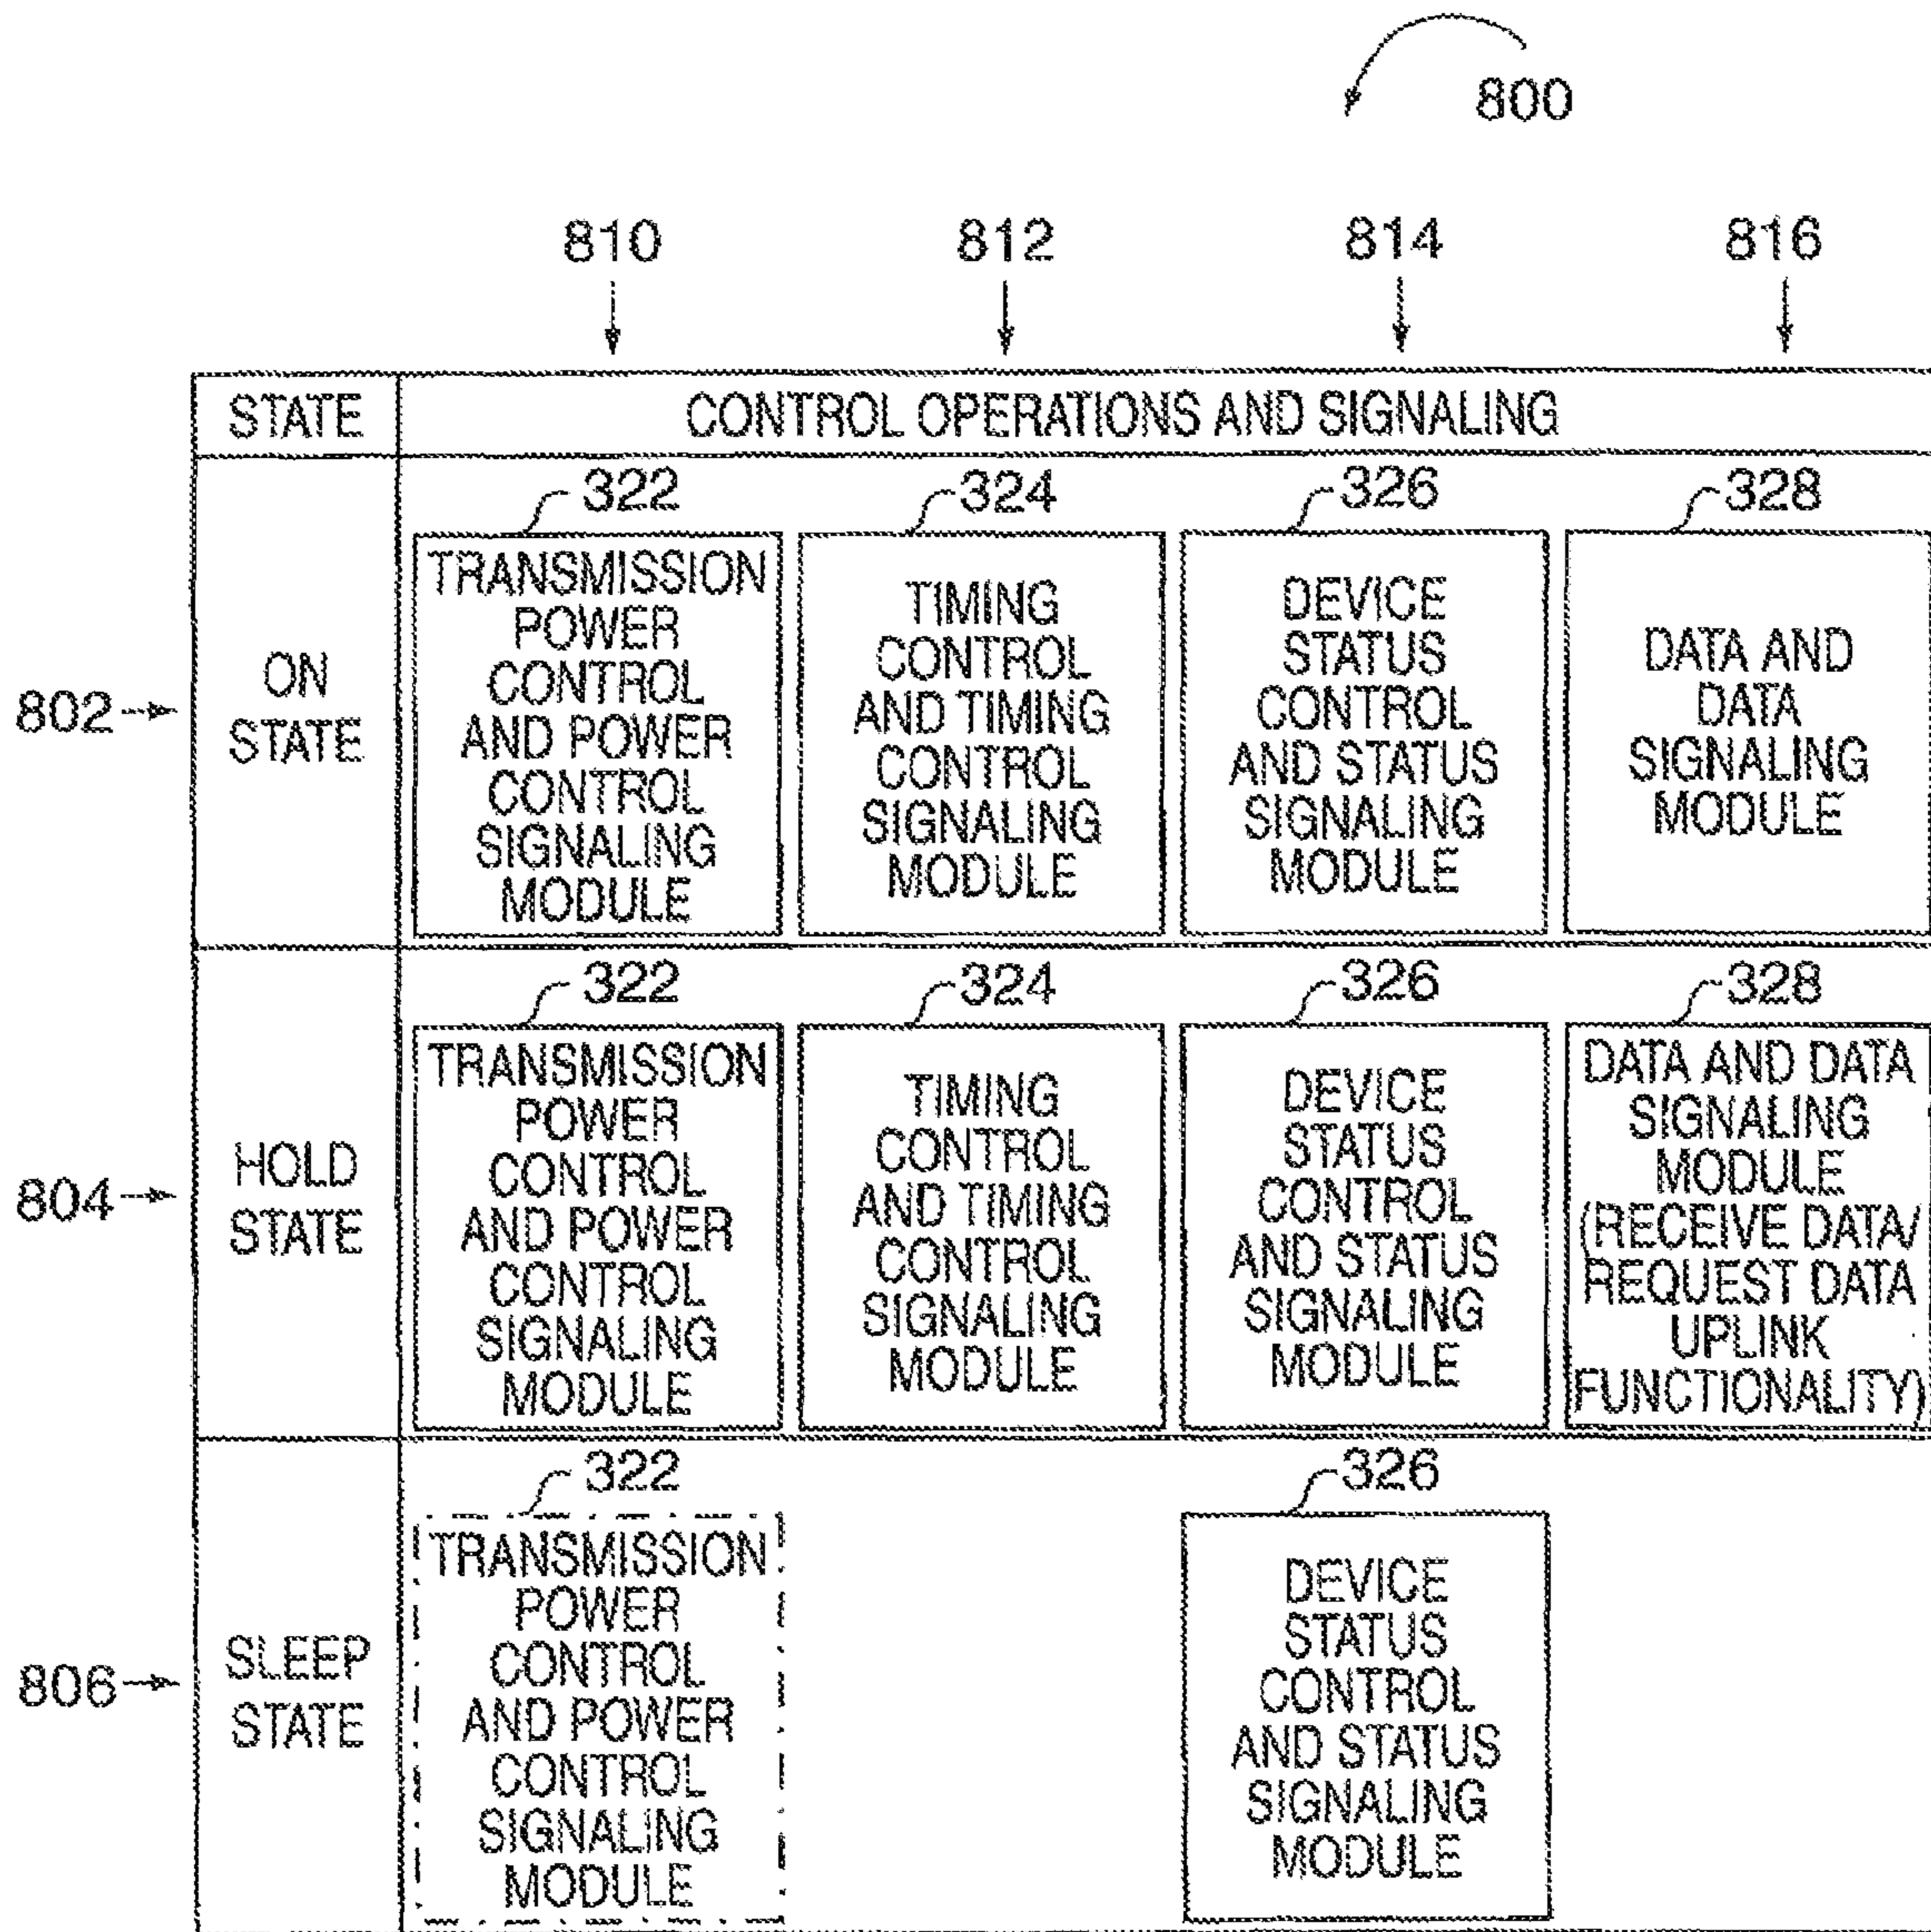 800
810 812 814 816
STATE CONTROL OPERATIONS AND SIGNALING
322 324 326 328
802
ON
STATE
TRANSMISSION
POWER
CONTROL
AND POWER
CONTROL
SIGNALING
MODULE
TIMING
CONTROL
AND TIMING
CONTROL
SIGNALING
MODULE
DEVICE
STATUS
CONTROL
AND STATUS
SIGNALING
MODULE
DATA AND
DATA
SIGNALING
MODULE
322 324 326 328
804
HOLD
STATE
TRANSMISSION
POWER
CONTROL
AND POWER
CONTROL
SIGNALING
MODULE
TIMING
CONTROL
AND TIMING
CONTROL
SIGNALING
MODULE
DEVICE
STATUS
CONTROL
AND STATUS
SIGNALING
MODULE
DATA AND DATA
SIGNALING
MODULE
(RECEIVE DATA/
REQUEST DATA
UPLINK
FUNCTIONALITY)
322 326
806
SLEEP
STATE
TRANSMISSION
POWER
CONTROL
AND POWER
CONTROL
SIGNALING
MODULE
DEVICE
STATUS
CONTROL
AND STATUS
SIGNALING
MODULE